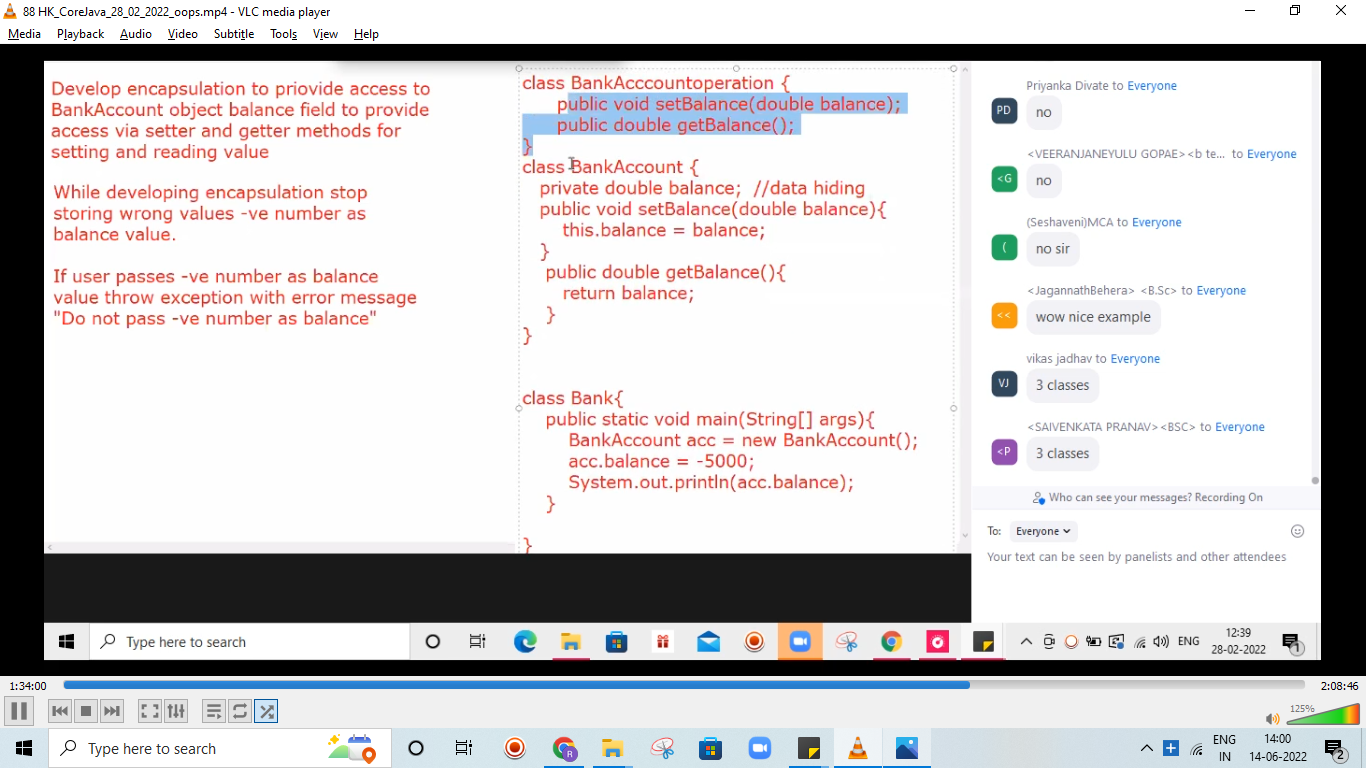 88 HK_CoreJava_28_02_2022_oops.mp4 - VLC media player
Media Playback Audio Video Subtitle Tools View Help
Develop encapsulation to priovide access to
BankAccount object balance field to provide
access via setter and getter methods for
setting and reading value
While developing encapsulation stop
storing wrong values -ve number as
balance value.
If user passes -ve number as balance
value throw exception with error message
"Do not pass -ve number as balance"
class BankAcccountoperation {
public void setBalance(double balance);
public double getBalance();
}
class BankAccount {
private double balance; //data hiding
public void setBalance(double balance){
this.balance = balance;
}
public double getBalance(){
return balance;
}
}
class Bank{
public static void main(String[] args){
BankAccount acc = new BankAccount();
acc.balance = -5000;
System.out.println(acc.balance);
}
}
Priyanka Divate to Everyone
PD
no
<VEERANJANEYULU GOPAE><b te... to Everyone
<G
no
(Seshaveni)MCA to Everyone
(
no sir
<JagannathBehera> <B.Sc> to Everyone
<<
wow nice example
vikas jadhav to Everyone
VJ
3 classes
<SAIVENKATA PRANAV><BSC> to Everyone
<P
3 classes
Who can see your messages? Recording On
To: Everyone
Your text can be seen by panelists and other attendees
Type here to search
ENG
12:39
28-02-2022
1
1:34:00
2:08:46
125%
Type here to search
R
ENG
IN
14:00
14-06-2022
2